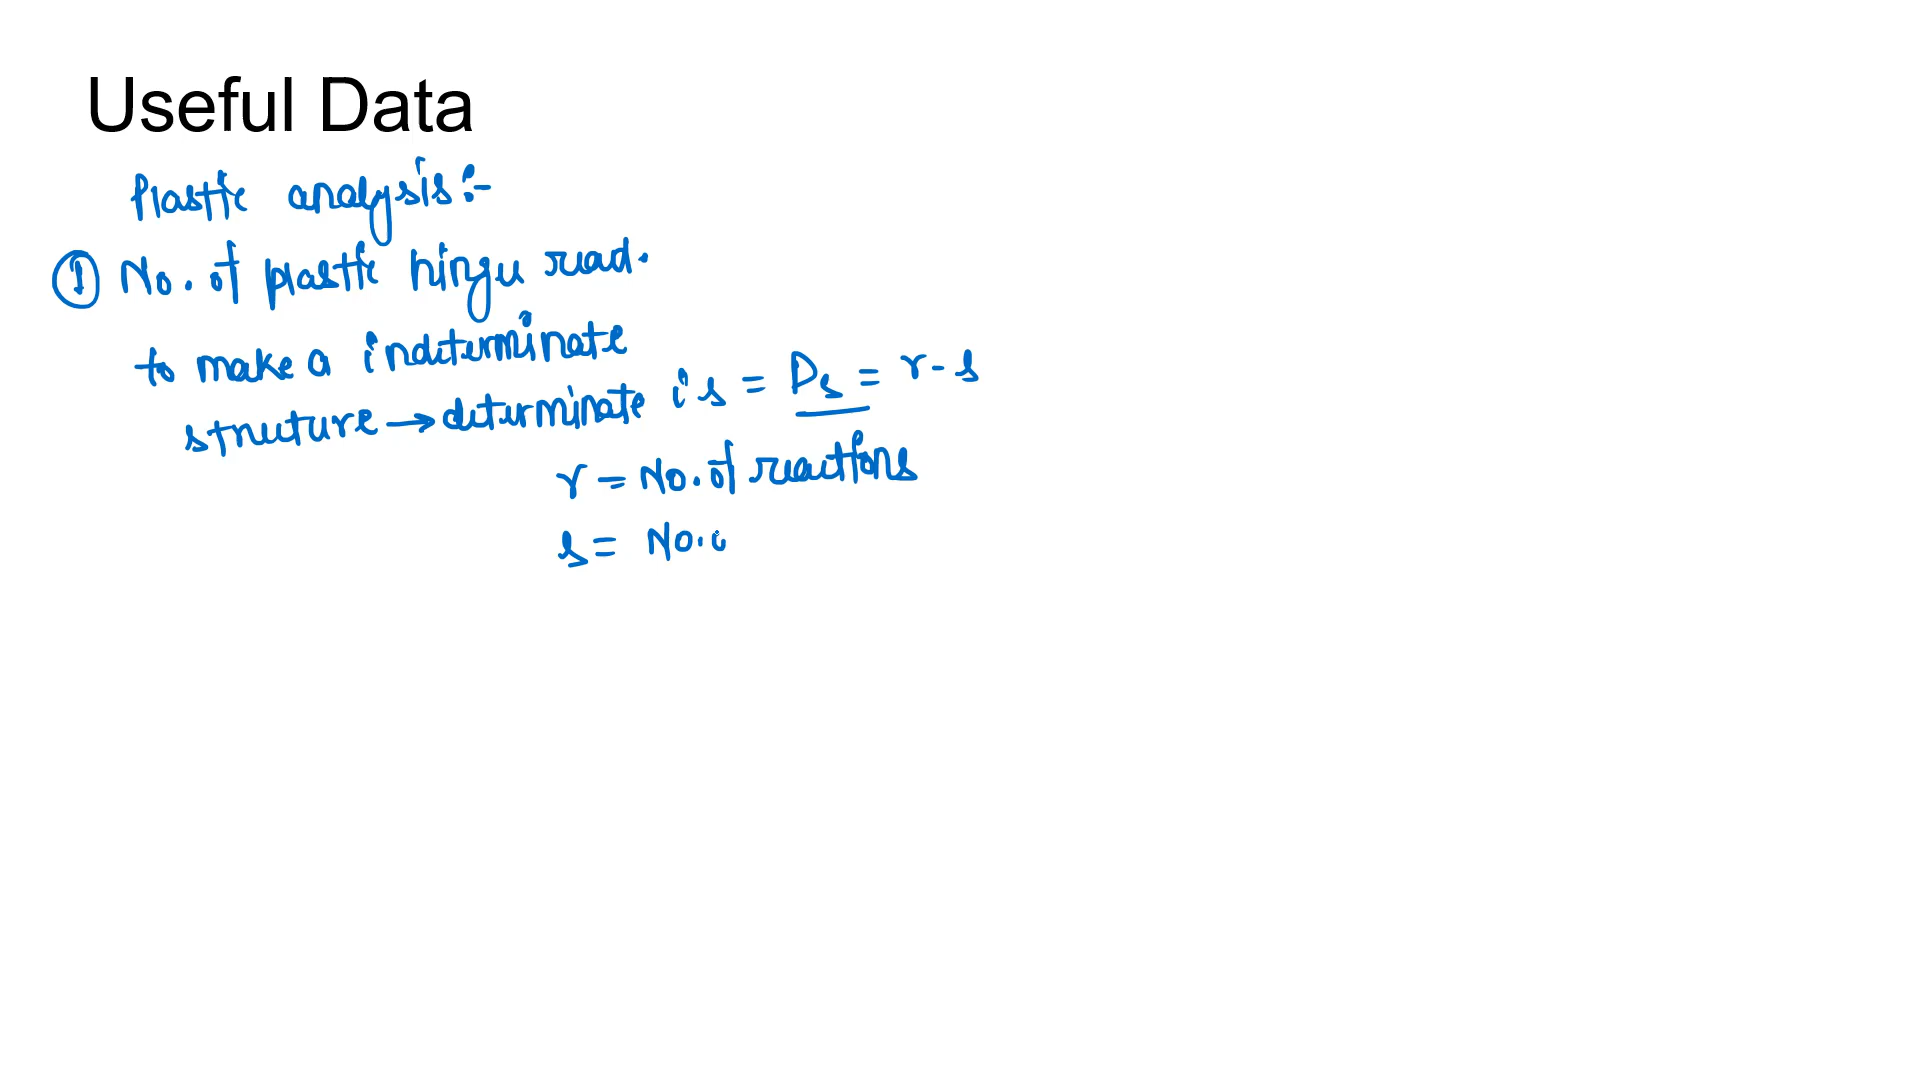 Useful Data
Plastic analysis:-
① No. of plastic hinges read.
to make a indeterminate
structure → determinate is = Ds = r-s
r = No. of reactions
s = No. o